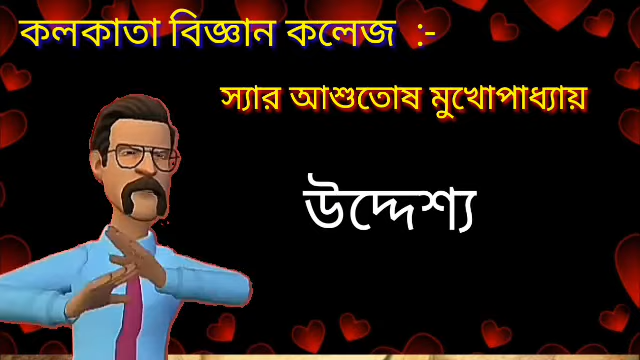 কলকাতা বিজ্ঞান কলেজ :-
স্যার আশুতোষ মুখোপাধ্যায়
উদ্দেশ্য